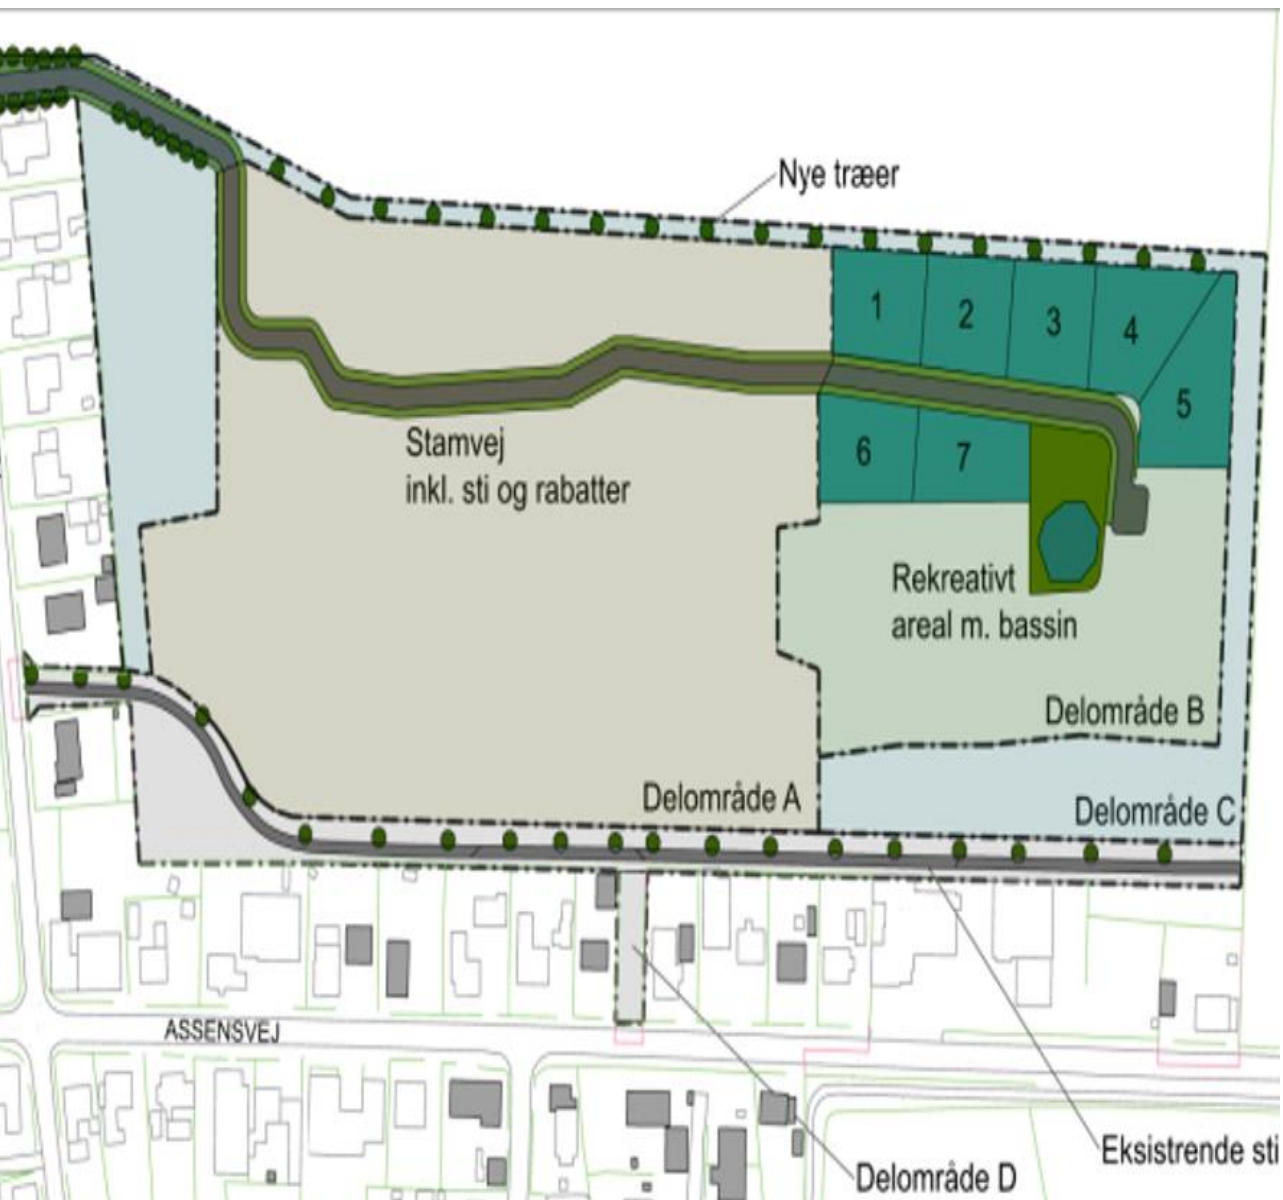 Nye træer
1
2
3
4
5
6
7
Stamvej
inkl. sti og rabatter
Rekreativt
areal m. bassin
Delområde B
Delområde A
Delområde C
ASSENSVEJ
Eksistrende sti
Delområde D